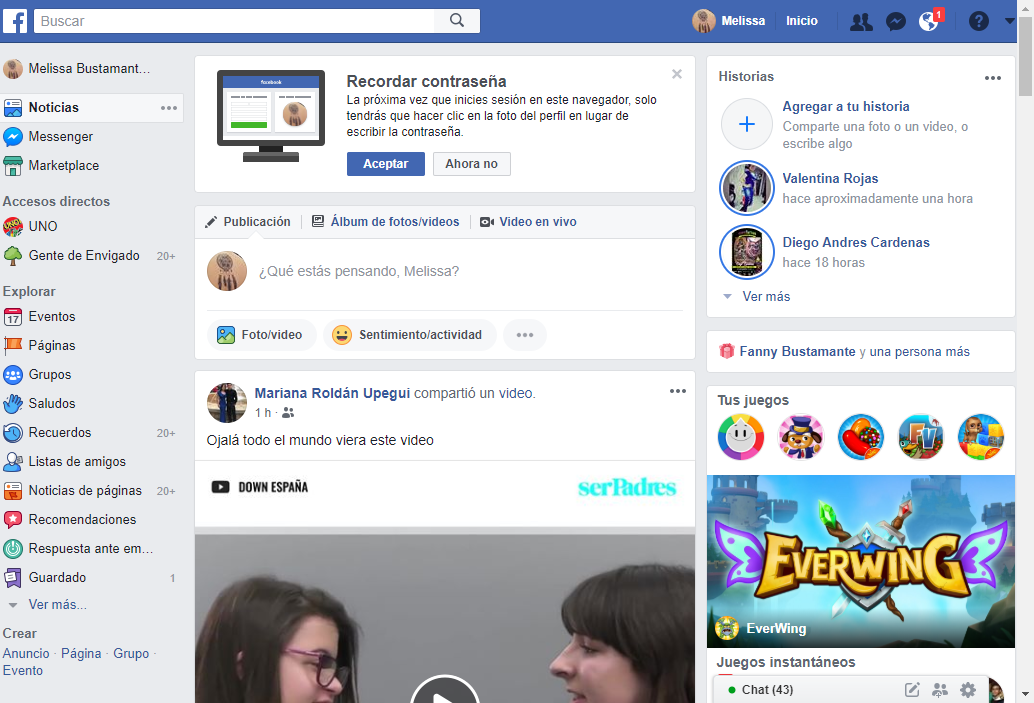 Buscar
Melissa
Inicio
1
Melissa Bustamant...
Noticias
Messenger
Marketplace
Accesos directos
UNO
Gente de Envigado 20+
Explorar
17 Eventos
Páginas
Grupos
Saludos
Recuerdos 20+
Listas de amigos
Noticias de páginas 20+
Recomendaciones
Respuesta ante em...
Guardado 1
Ver más...
Crear
Anuncio · Página · Grupo ·
Evento
facebook
Recordar contraseña
La próxima vez que inicies sesión en este navegador, solo
tendrás que hacer clic en la foto del perfil en lugar de
escribir la contraseña.
Aceptar
Ahora no
Publicación
Álbum de fotos/videos
Video en vivo
¿Qué estás pensando, Melissa?
Foto/video
Sentimiento/actividad
Mariana Roldán Upegui compartió un video.
1 h ·
Ojalá todo el mundo viera este video
DOWN ESPAÑA
serPadres
Historias
Agregar a tu historia
Comparte una foto o un video, o
escribe algo
Valentina Rojas
hace aproximadamente una hora
Diego Andres Cardenas
hace 18 horas
Ver más
Fanny Bustamante y una persona más
Tus juegos
FV
EVERWING
EverWing
Juegos instantáneos
Chat (43)